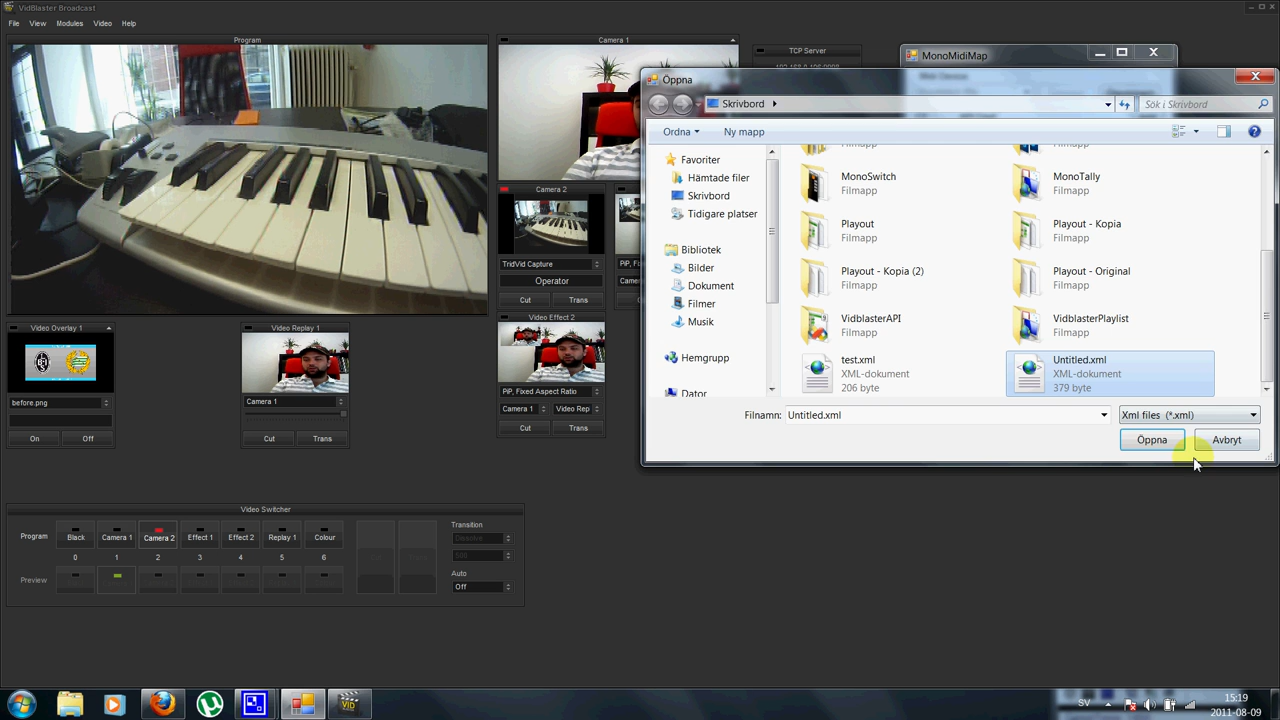 VidBlaster Broadcast
File View Modules Video Help
Program
Camera 1
TCP Server
MonoMidiMap
Öppna
Skrivbord
Sök i Skrivbord
Ordna
Ny mapp
Favoriter
Hämtade filer
Skrivbord
Tidigare platser
Bibliotek
Bilder
Dokument
Filmer
Musik
Hemgrupp
Dator
MonoSwitch
Filmapp
MonoTally
Filmapp
Playout
Filmapp
Playout - Kopia
Filmapp
Playout - Kopia (2)
Filmapp
Playout - Original
Filmapp
VidblasterAPI
Filmapp
VidblasterPlaylist
Filmapp
test.xml
XML-dokument
206 byte
Untitled.xml
XML-dokument
379 byte
Filnamn:
Untitled.xml
Xml files (*.xml)
Öppna
Avbryt
Camera 2
TridVid Capture
Operator
Cut Trans
PiP, Fi
Came
Video Effect 2
PiP, Fixed Aspect Ratio
Camera 1 Video Rep
Cut Trans
Video Overlay 1
before.png
On Off
Video Replay 1
Camera 1
Cut Trans
Video Switcher
Program
Black Camera 1 Camera 2 Effect 1 Effect 2 Replay 1 Colour
0 1 2 3 4 5 6
Preview
Transition
Dissolve
Auto
Off
VID
SV
15:19
2011-08-09